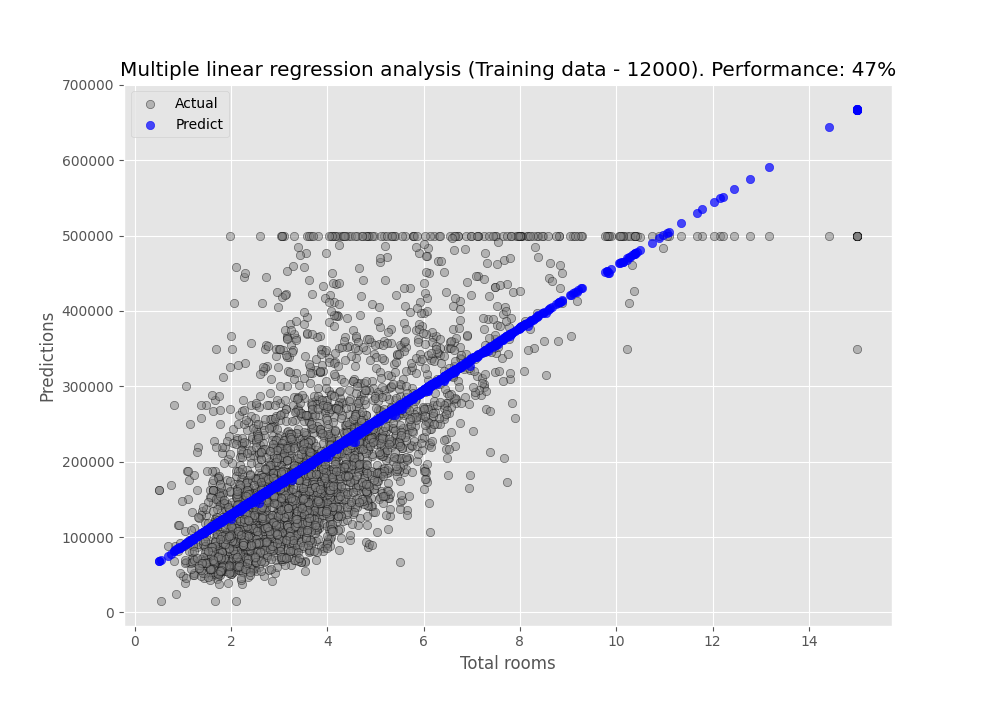 Multiple linear regression analysis (Training data - 12000). Performance: 47%
Actual
Predict
700000
600000
500000
400000
300000
200000
100000
0
Predictions
0 2 4 6 8 10 12 14
Total rooms